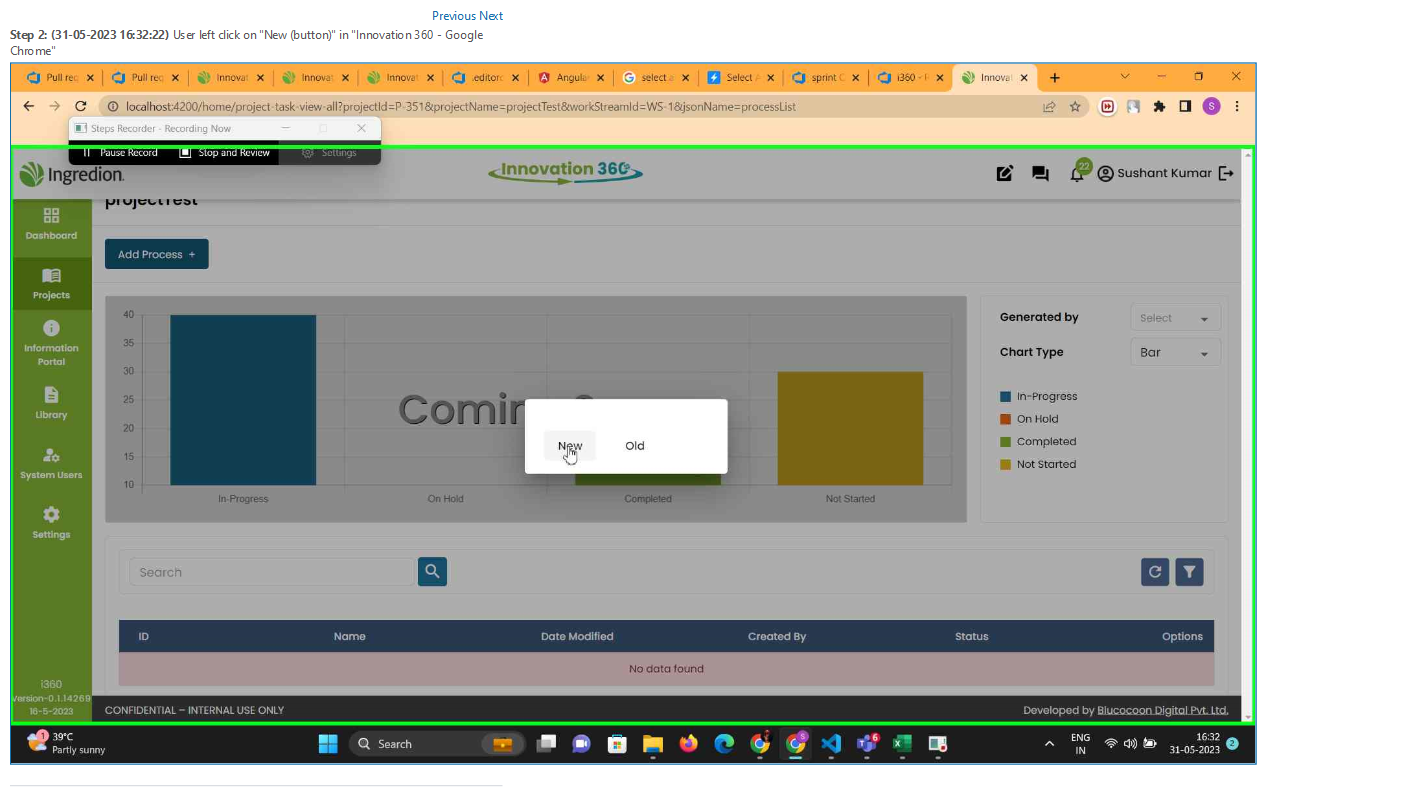 Previous Next
Step 2: (31-05-2023 16:32:22) User left click on "New (button)" in "Innovation 360 - Google
Chrome"
Pull rec Pull rec Innovat Innovat Innovat .editorc Angula select a Select A sprint C i360 - Innovat
localhost:4200/home/project-task-view-all?projectId=P-351&projectName=projectTest&workStreamId=WS-1&jsonName=processList
S
Steps Recorder - Recording Now
Pause Record Stop and Review Settings
Ingredion.
Innovation 360
22
Sushant Kumar
projectTest
Dashboard
Add Process +
Projects
Information
Portal
Library
System Users
Settings
40
35
30
25
20
15
10
In-Progress On Hold Completed Not Started
Generated by Select
Chart Type Bar
In-Progress
On Hold
Completed
Not Started
New Old
Search
ID Name Date Modified Created By Status Options
No data found
i360
Version-0.1.14269
16-5-2023
CONFIDENTIAL – INTERNAL USE ONLY
Developed by Blucocoon Digital Pvt. Ltd.
1
39°C
Partly sunny
Search
6
ENG
IN
16:32
31-05-2023
2